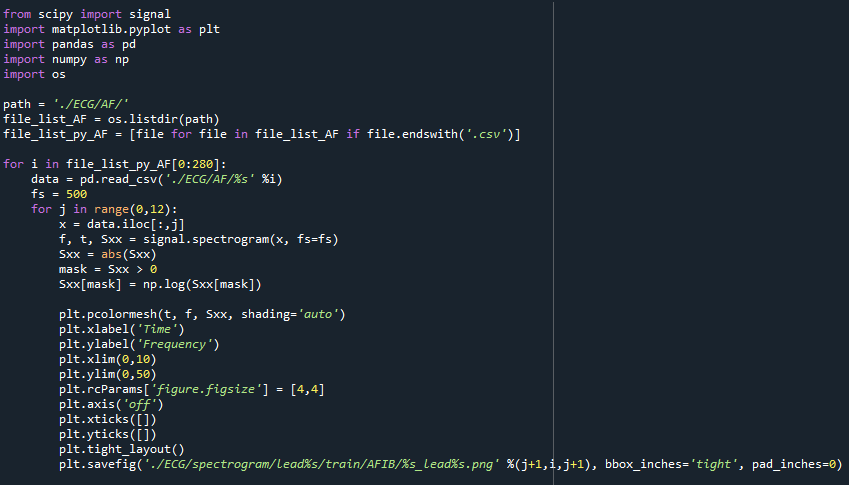 from scipy import signal
import matplotlib.pyplot as plt
import pandas as pd
import numpy as np
import os

path = './ECG/AF/'
file_list_AF = os.listdir(path)
file_list_py_AF = [file for file in file_list_AF if file.endswith('.csv')]

for i in file_list_py_AF[0:280]:
    data = pd.read_csv('./ECG/AF/%s' %i)
    fs = 500
    for j in range(0,12):
        x = data.iloc[:,j]
        f, t, Sxx = signal.spectrogram(x, fs=fs)
        Sxx = abs(Sxx)
        mask = Sxx > 0
        Sxx[mask] = np.log(Sxx[mask])

        plt.pcolormesh(t, f, Sxx, shading='auto')
        plt.xlabel('Time')
        plt.ylabel('Frequency')
        plt.xlim(0,10)
        plt.ylim(0,50)
        plt.rcParams['figure.figsize'] = [4,4]
        plt.axis('off')
        plt.xticks([])
        plt.yticks([])
        plt.tight_layout()
        plt.savefig('./ECG/spectrogram/lead%s/train/AFIB/%s_lead%s.png' %(j+1,i,j+1), bbox_inches='tight', pad_inches=0)